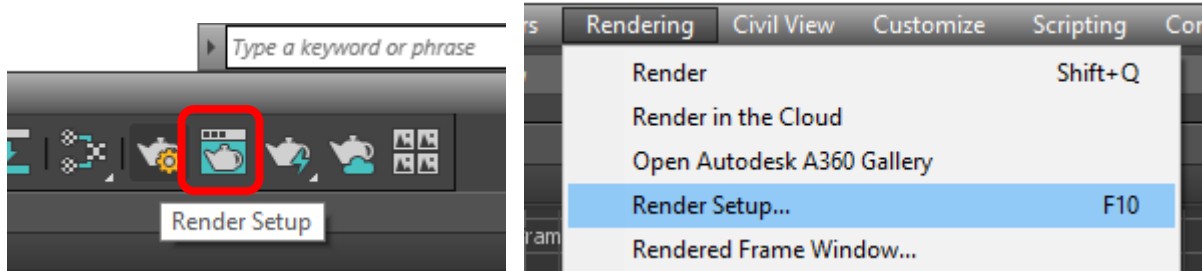 Type a keyword or phrase
Render Setup
Rendering Civil View Customize Scripting
Render Shift+Q
Render in the Cloud
Open Autodesk A360 Gallery
Render Setup... F10
Rendered Frame Window...